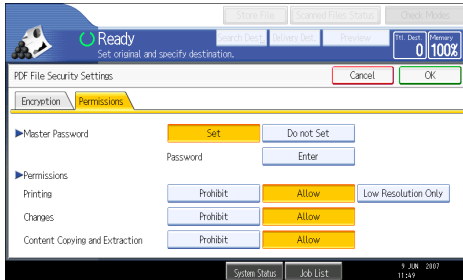 Store File Scanned Files Status Check Modes
Ready Search Dest. Delivery Dest. Preview Ttl. Dest. Memory
Set original and specify destination. 0 100%
PDF File Security Settings Cancel OK
Encryption Permissions
Master Password Set Do not Set
Password Enter
Permissions
Printing Prohibit Allow Low Resolution Only
Changes Prohibit Allow
Content Copying and Extraction Prohibit Allow
System Status Job List 9 JUN 2007
11:49